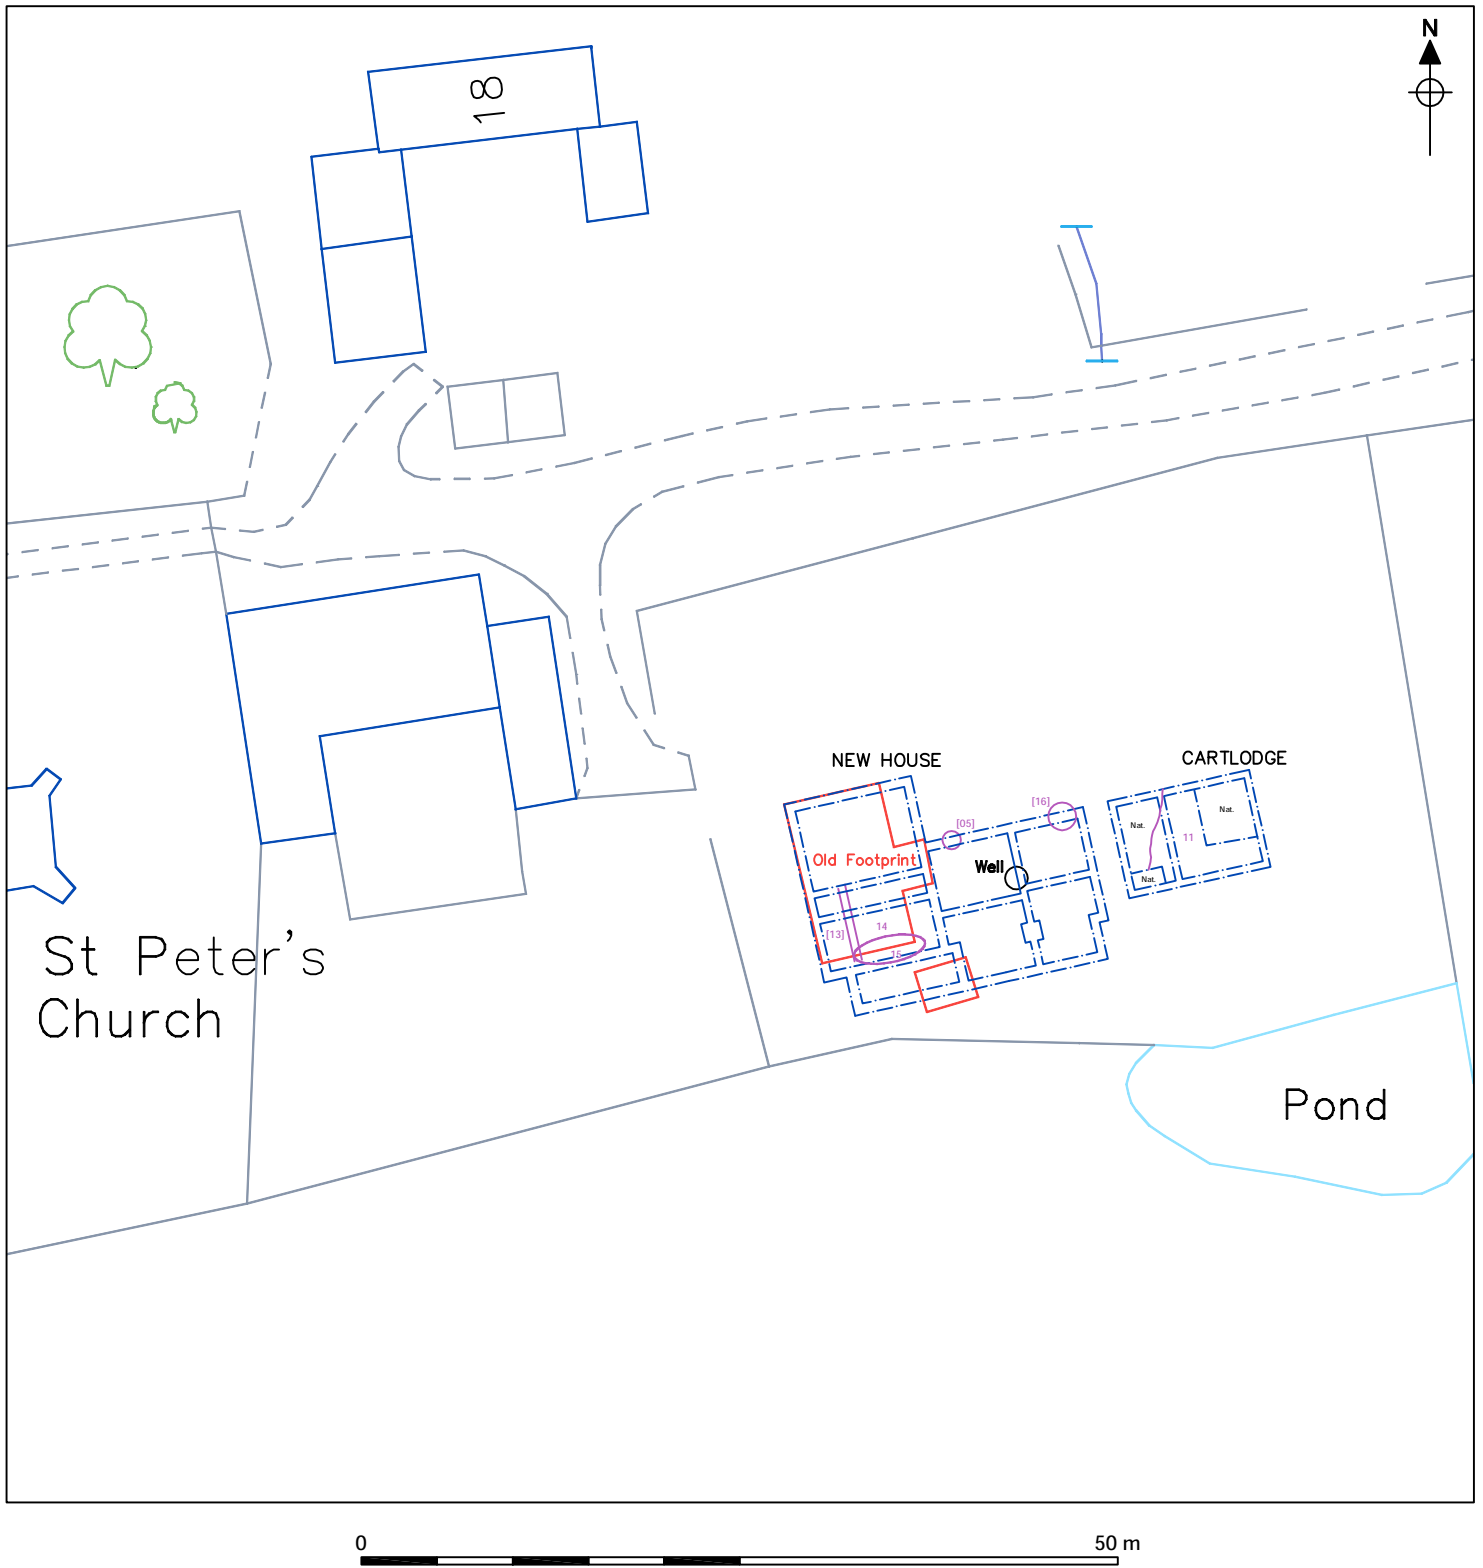 N
18
NEW HOUSE
CARTLODGE
[16]
[05]
Nat.
Nat.
11
Old Footprint
Well
Nat.
14
[13]
15
St Peter's
Church
Pond
0
50 m